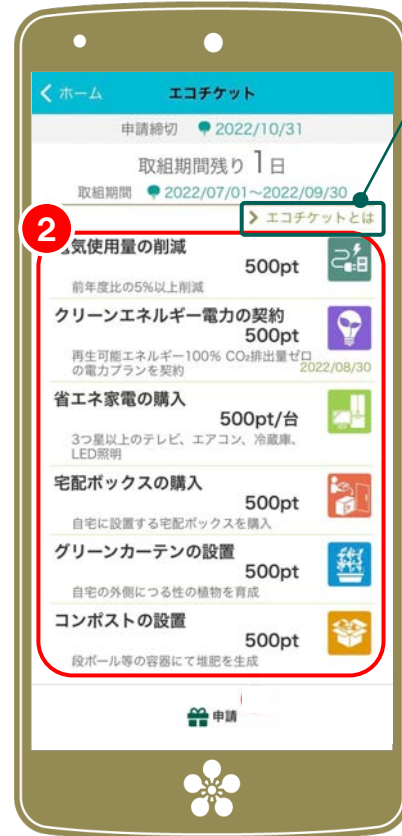 ホーム エコチケット
申請締切 2022/10/31
取組期間残り 1日
取組期間 2022/07/01～2022/09/30
エコチケットとは
2
気使用量の削減
500pt
前年度比の5%以上削減
クリーンエネルギー電力の契約
500pt
再生可能エネルギー100% CO₂排出量ゼロ
の電力プランを契約 2022/08/30
省エネ家電の購入
500pt/台
3つ星以上のテレビ、エアコン、冷蔵庫、
LED照明
宅配ボックスの購入
500pt
自宅に設置する宅配ボックスを購入
グリーンカーテンの設置
500pt
自宅の外側につる性の植物を育成
コンポストの設置
500pt
段ボール等の容器にて堆肥を生成
申請